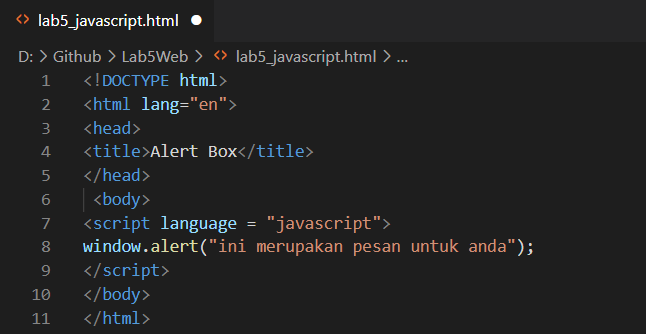 lab5_javascript.html
D: > Github > Lab5Web > lab5_javascript.html > ...
1 <!DOCTYPE html>
2 <html lang="en">
3 <head>
4 <title>Alert Box</title>
5 </head>
6 <body>
7 <script language = "javascript">
8 window.alert("ini merupakan pesan untuk anda");
9 </script>
10 </body>
11 </html>